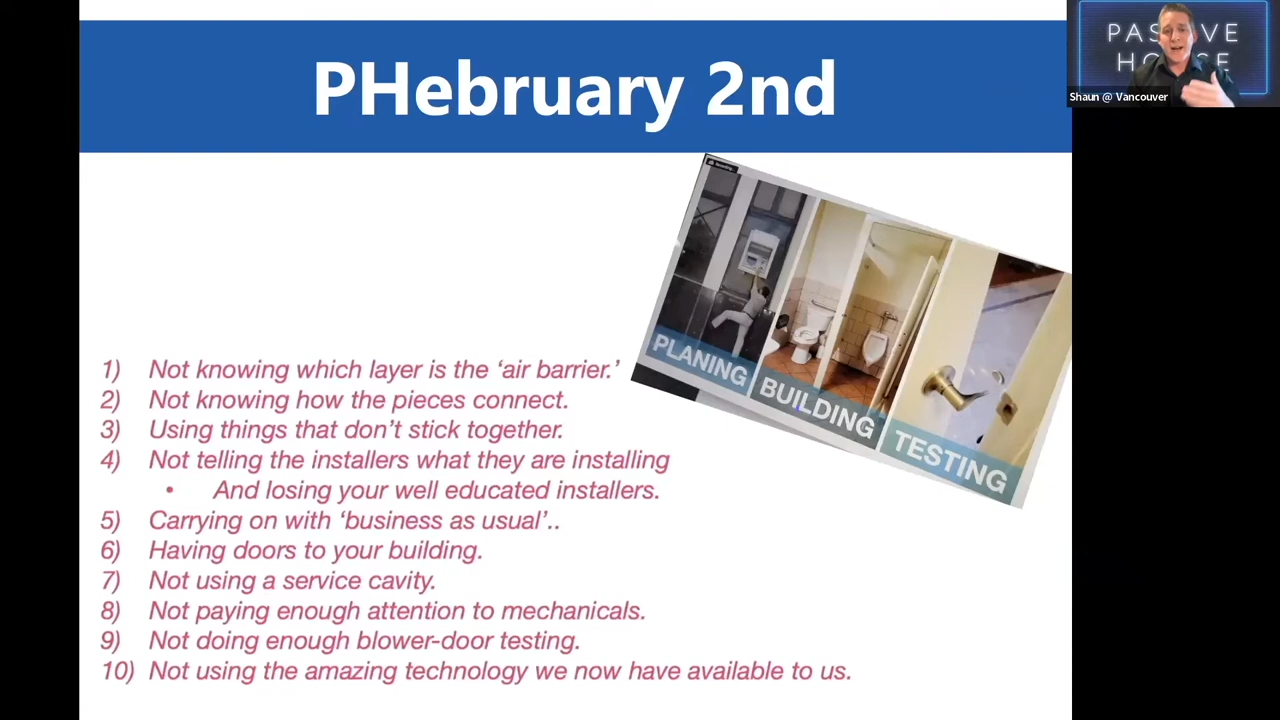 PHebruary 2nd
PASSIVE
HOUSE
Shaun @ Vancouver
PLANING
BUILDING
TESTING
1) Not knowing which layer is the ‘air barrier.’
2) Not knowing how the pieces connect.
3) Using things that don’t stick together.
4) Not telling the installers what they are installing
• And losing your well educated installers.
5) Carrying on with ‘business as usual’..
6) Having doors to your building.
7) Not using a service cavity.
8) Not paying enough attention to mechanicals.
9) Not doing enough blower-door testing.
10) Not using the amazing technology we now have available to us.